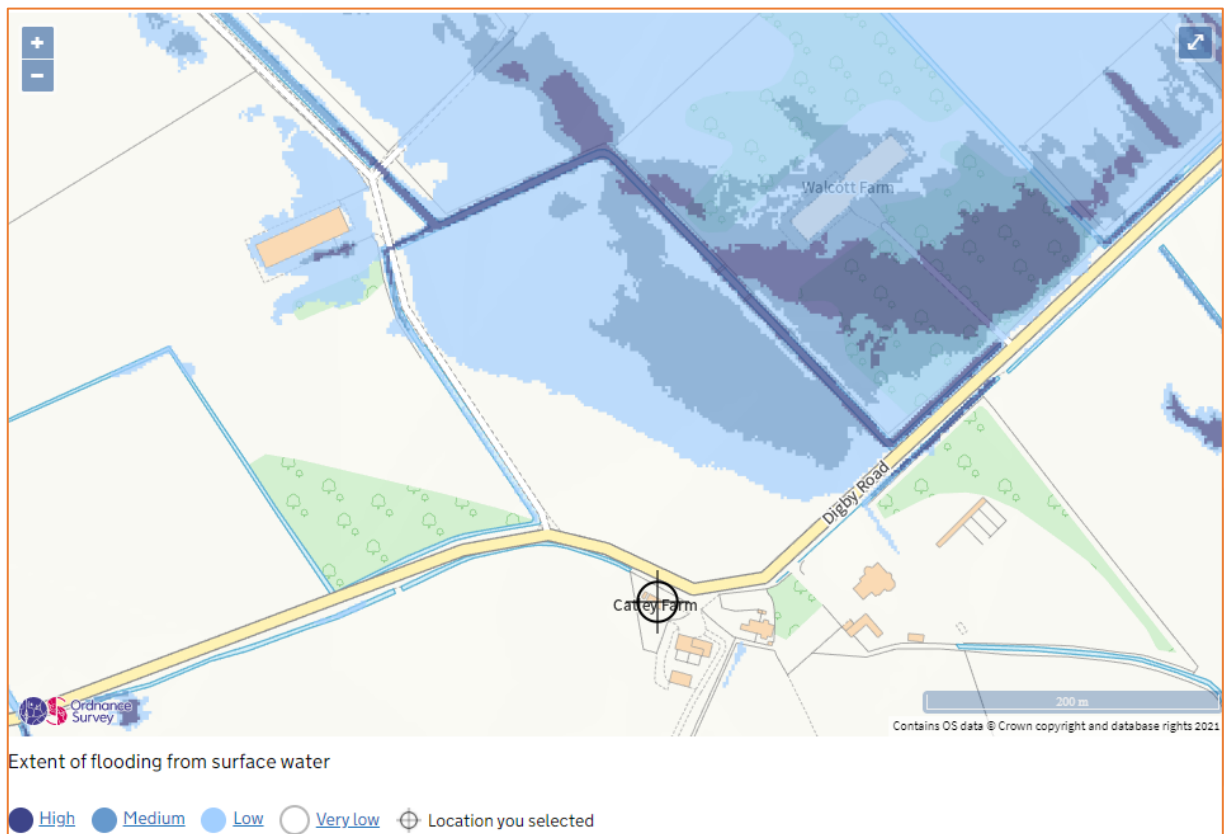 +
−
Walcott Farm
Digby Road
Catley Farm
Ordnance
Survey
200 m
Contains OS data © Crown copyright and database rights 2021
Extent of flooding from surface water
High Medium Low Very low Location you selected